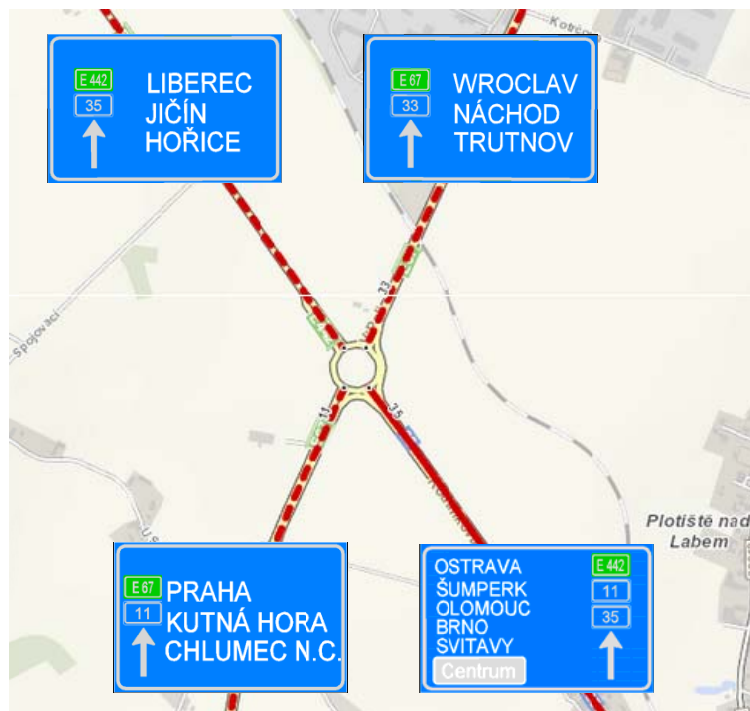 Kotrčova
E 442
35
LIBEREC
JIČÍN
HOŘICE
E 67
33
WROCLAV
NÁCHOD
TRUTNOV
33
Spojovací
11
35
Plotiště nad
Labem
E 67
11
PRAHA
KUTNÁ HORA
CHLUMEC N.C.
OSTRAVA
ŠUMPERK
OLOMOUC
BRNO
SVITAVY
Centrum
E 442
11
35